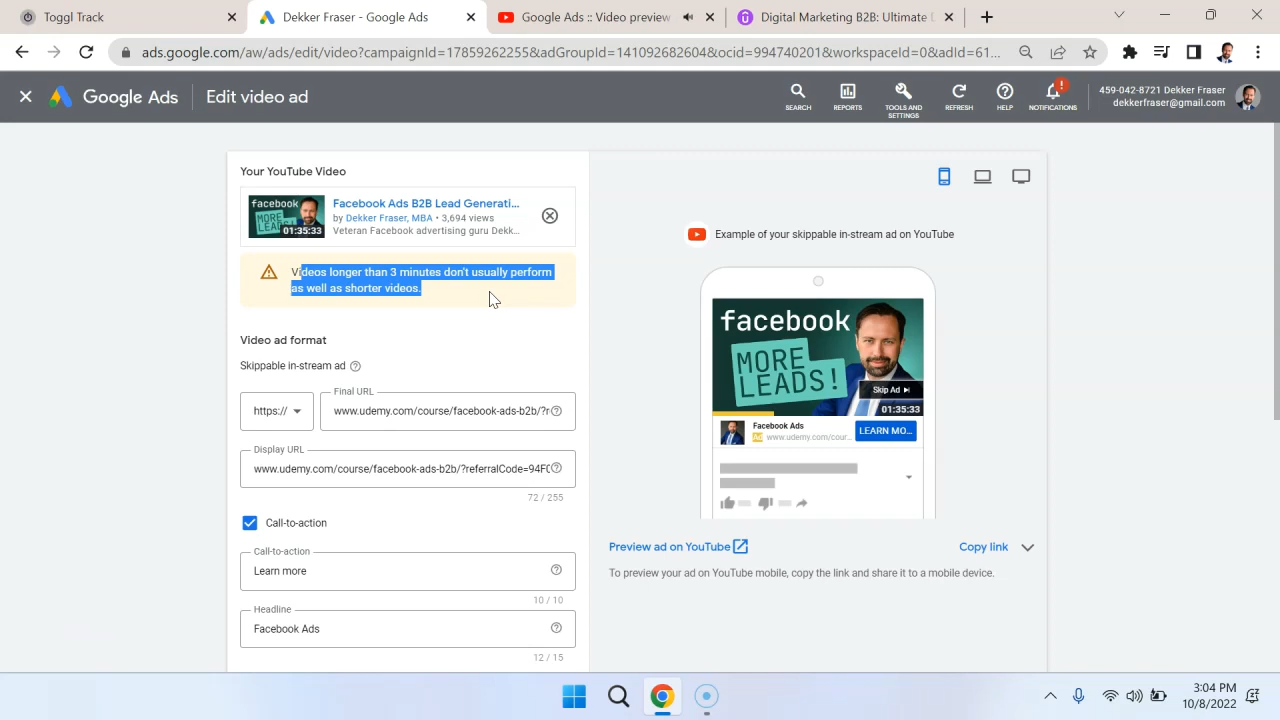 Toggl Track
Dekker Fraser - Google Ads
Google Ads :: Video preview
Digital Marketing B2B: Ultimate
ads.google.com/aw/ads/edit/video?campaignId=17859262255&adGroupId=141092682604&ocid=994740201&workspaceId=0&adId=61...
Google Ads
Edit video ad
SEARCH
REPORTS
TOOLS AND
SETTINGS
REFRESH
HELP
NOTIFICATIONS
459-042-8721 Dekker Fraser
dekkerfraser@gmail.com
Your YouTube Video
facebook
MORE
LEADS!
01:35:33
Facebook Ads B2B Lead Generati...
by Dekker Fraser, MBA • 3,694 views
Veteran Facebook advertising guru Dekk...
Videos longer than 3 minutes don't usually perform
as well as shorter videos.
Video ad format
Skippable in-stream ad
https://
Final URL
www.udemy.com/course/facebook-ads-b2b/?r
Display URL
www.udemy.com/course/facebook-ads-b2b/?referralCode=94F0
72 / 255
Call-to-action
Call-to-action
Learn more
10 / 10
Headline
Facebook Ads
12 / 15
Example of your skippable in-stream ad on YouTube
facebook
MORE
LEADS!
Skip Ad
01:35:33
Facebook Ads
Ad www.udemy.com/cour...
LEARN MO...
Preview ad on YouTube
Copy link
To preview your ad on YouTube mobile, copy the link and share it to a mobile device.
3:04 PM
10/8/2022